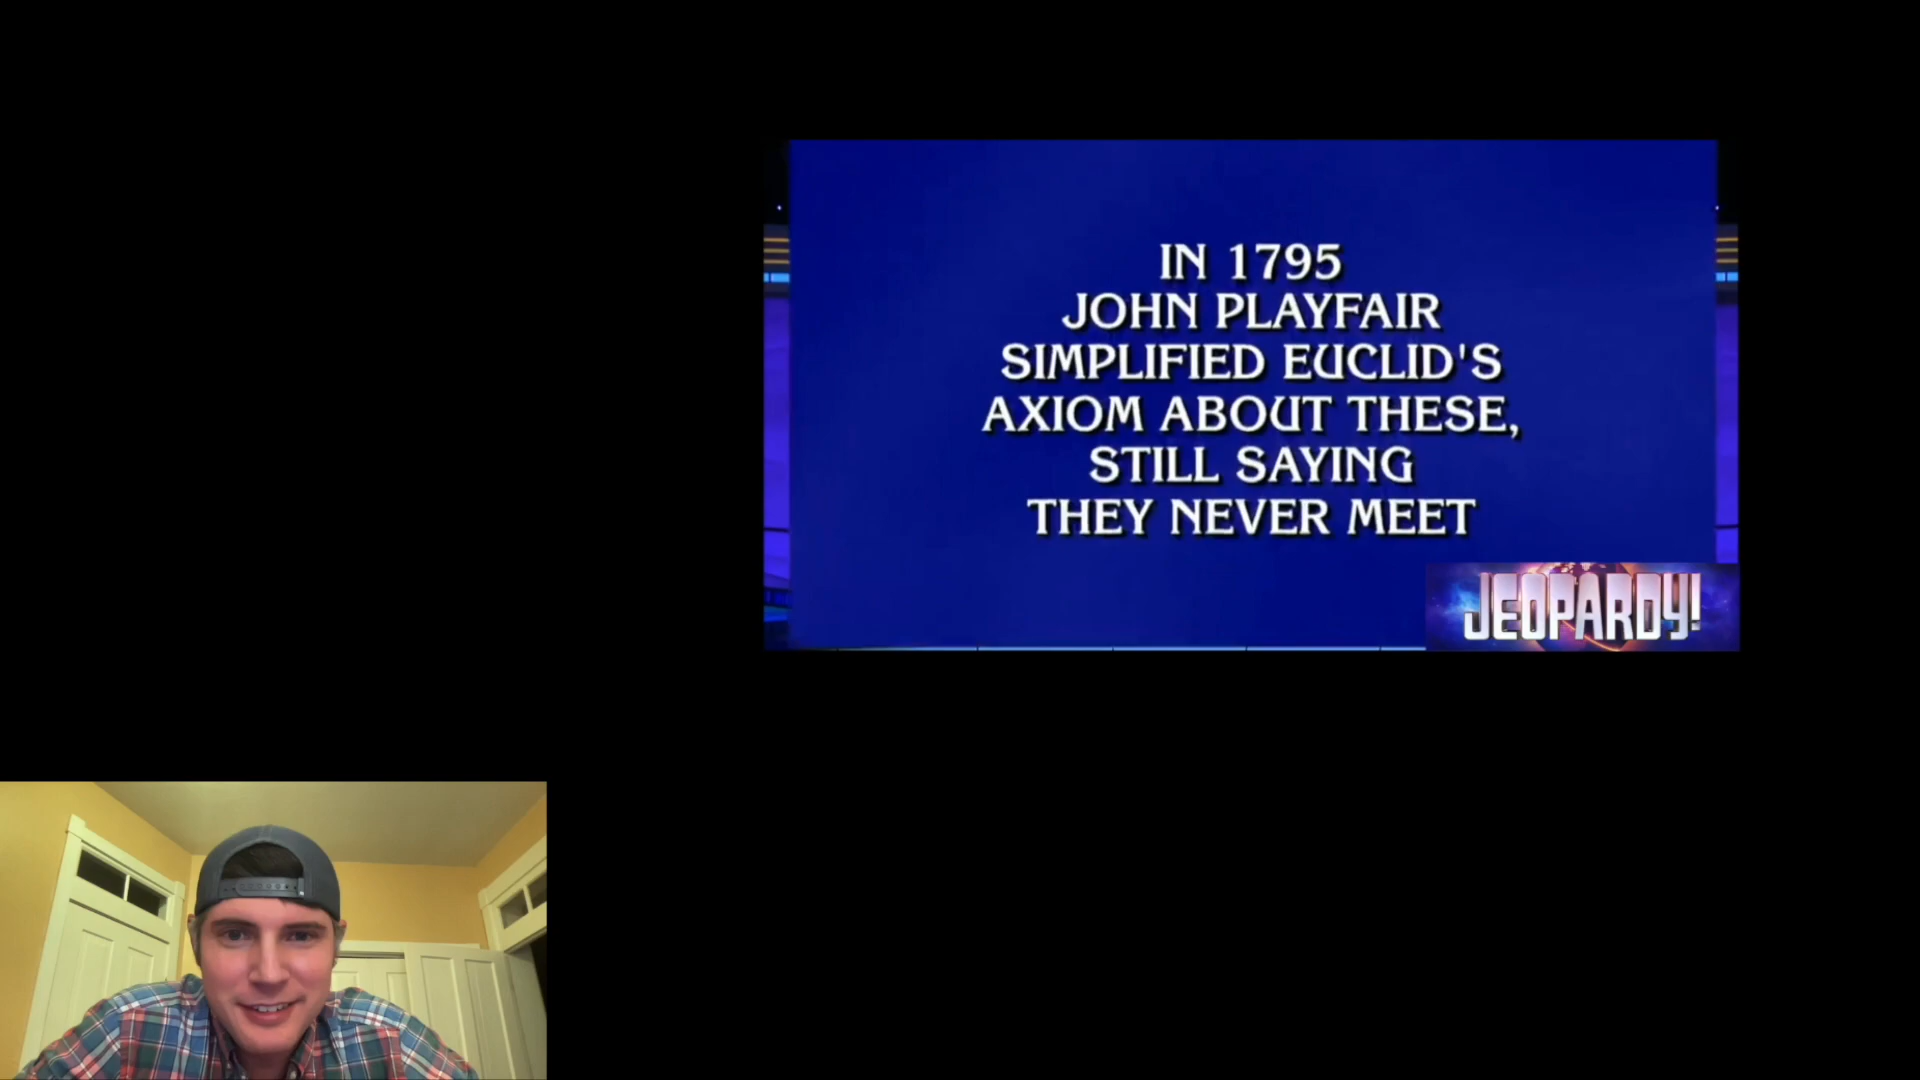 IN 1795
JOHN PLAYFAIR
SIMPLIFIED EUCLID'S
AXIOM ABOUT THESE,
STILL SAYING
THEY NEVER MEET
JEOPARDY!